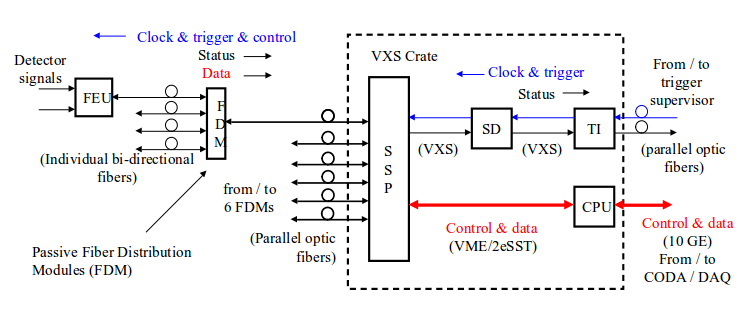 Clock & trigger & control
Status
Data
Detector
signals
FEU
F
D
M
(Individual bi-directional
fibers)
Passive Fiber Distribution
Modules (FDM)
from / to
6 FDMs
(Parallel optic
fibers)
VXS Crate
S
S
P
Clock & trigger
Status
(VXS)
SD
(VXS)
TI
From / to
trigger
supervisor
(parallel optic
fibers)
CPU
Control & data
(VME/2eSST)
Control & data
(10 GE)
From / to
CODA / DAQ